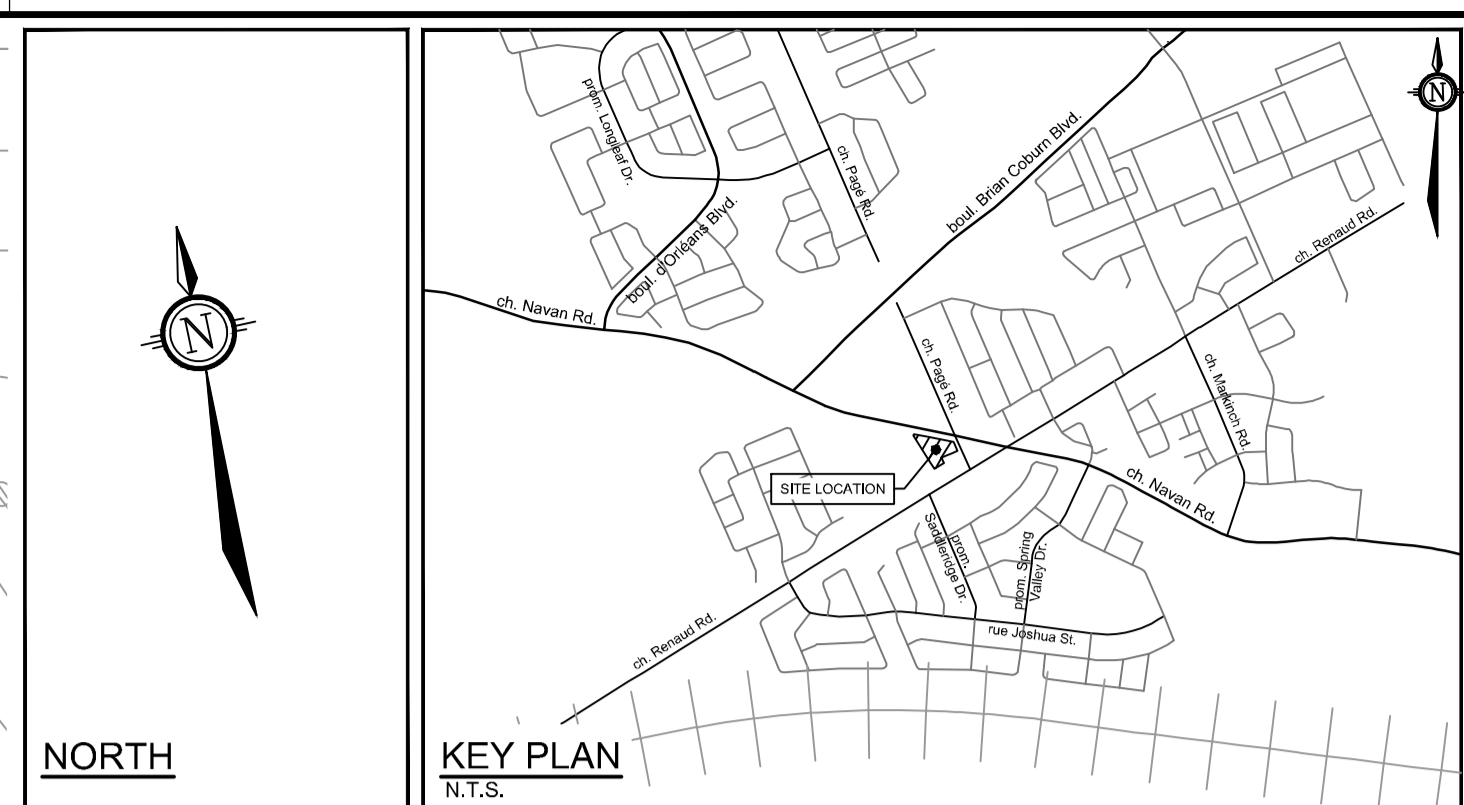 N
NORTH
N
prom. Longleaf Dr.
ch. Pagé Rd.
boul. Brian Coburn Blvd.
boul. d'Orléans Blvd.
ch. Renaud Rd.
ch. Navan Rd.
ch. Pagé Rd.
ch. Markinch Rd.
SITE LOCATION
ch. Navan Rd.
prom.
Saddleridge Dr.
prom. Spring
Valley Dr.
ch. Renaud Rd.
rue Joshua St.
KEY PLAN
N.T.S.